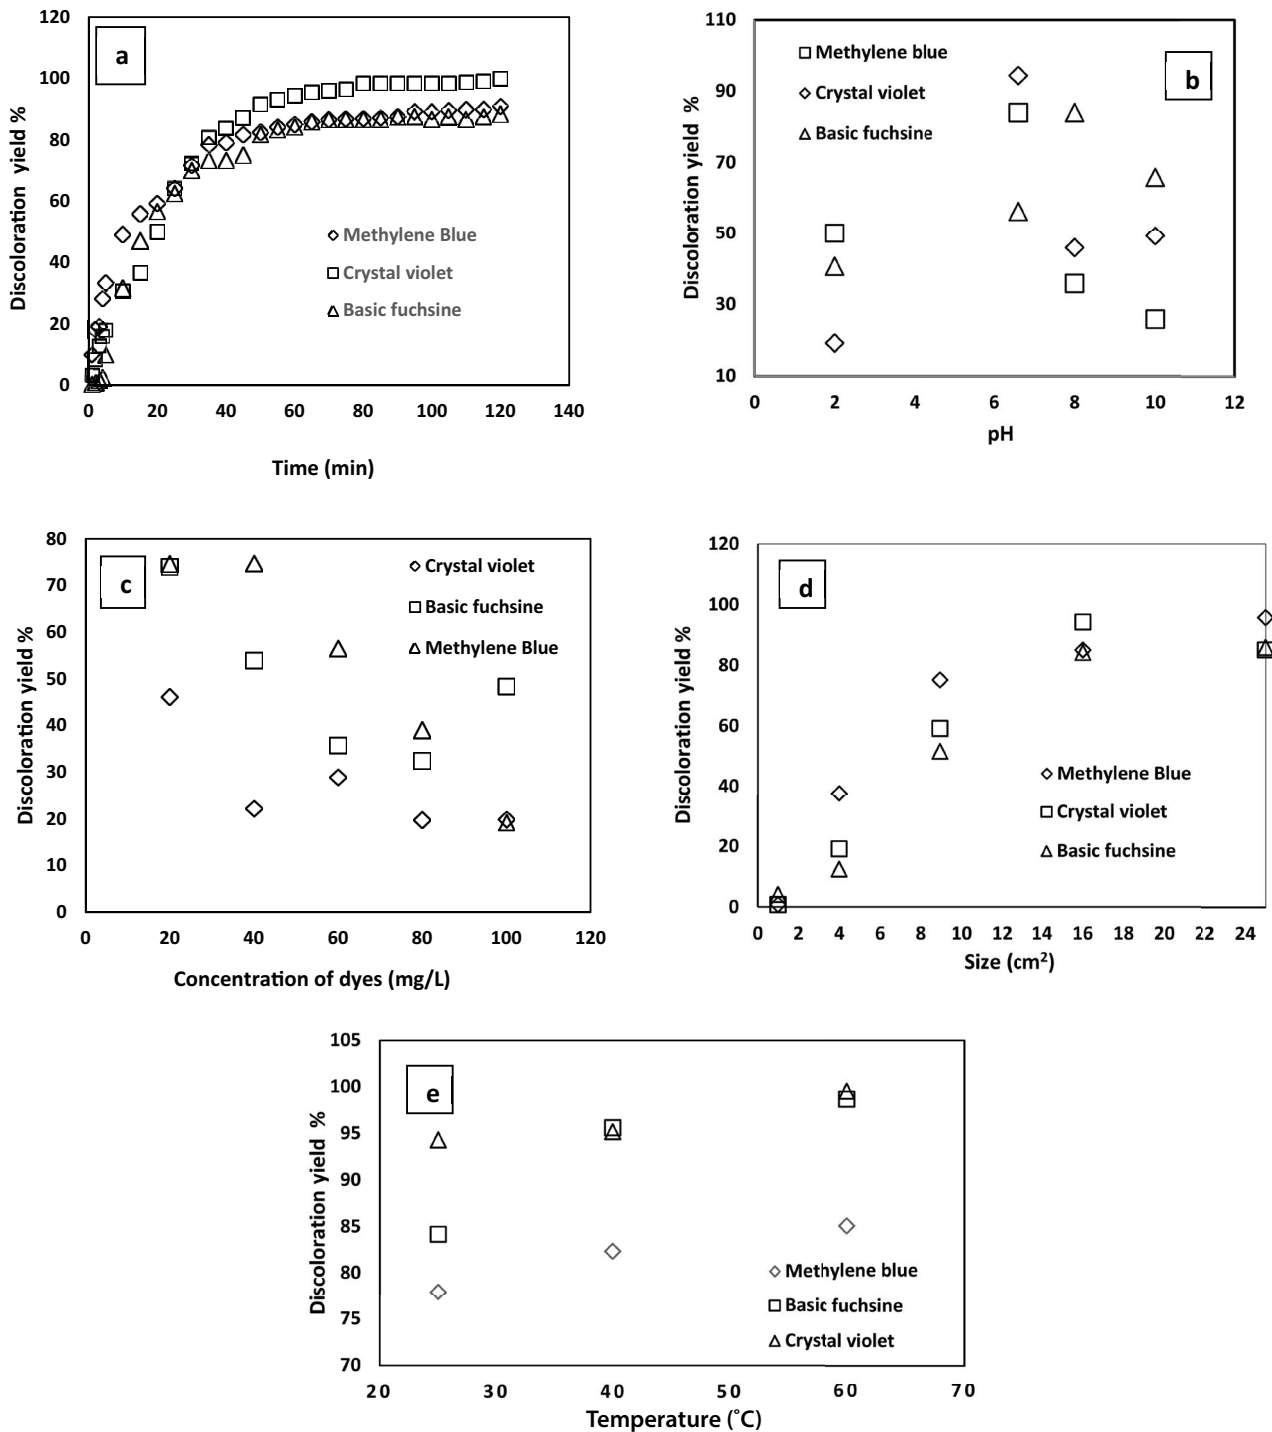 a
Discoloration yield %
120
100
80
60
40
20
0
Methylene Blue
Crystal violet
Basic fuchsine
0 20 40 60 80 100 120 140
Time (min)
b
Discoloration yield %
110
90
70
50
30
10
Methylene blue
Crystal violet
Basic fuchsine
0 2 4 6 8 10 12
pH
c
Discoloration yield %
80
70
60
50
40
30
20
10
0
Crystal violet
Basic fuchsine
Methylene Blue
0 20 40 60 80 100 120
Concentration of dyes (mg/L)
d
Discoloration yield %
120
100
80
60
40
20
0
Methylene Blue
Crystal violet
Basic fuchsine
0 2 4 6 8 10 12 14 16 18 20 22 24
Size (cm²)
e
Discoloration yield %
105
100
95
90
85
80
75
70
Methylene blue
Basic fuchsine
Crystal violet
20 30 40 50 60 70
Temperature (˚C)